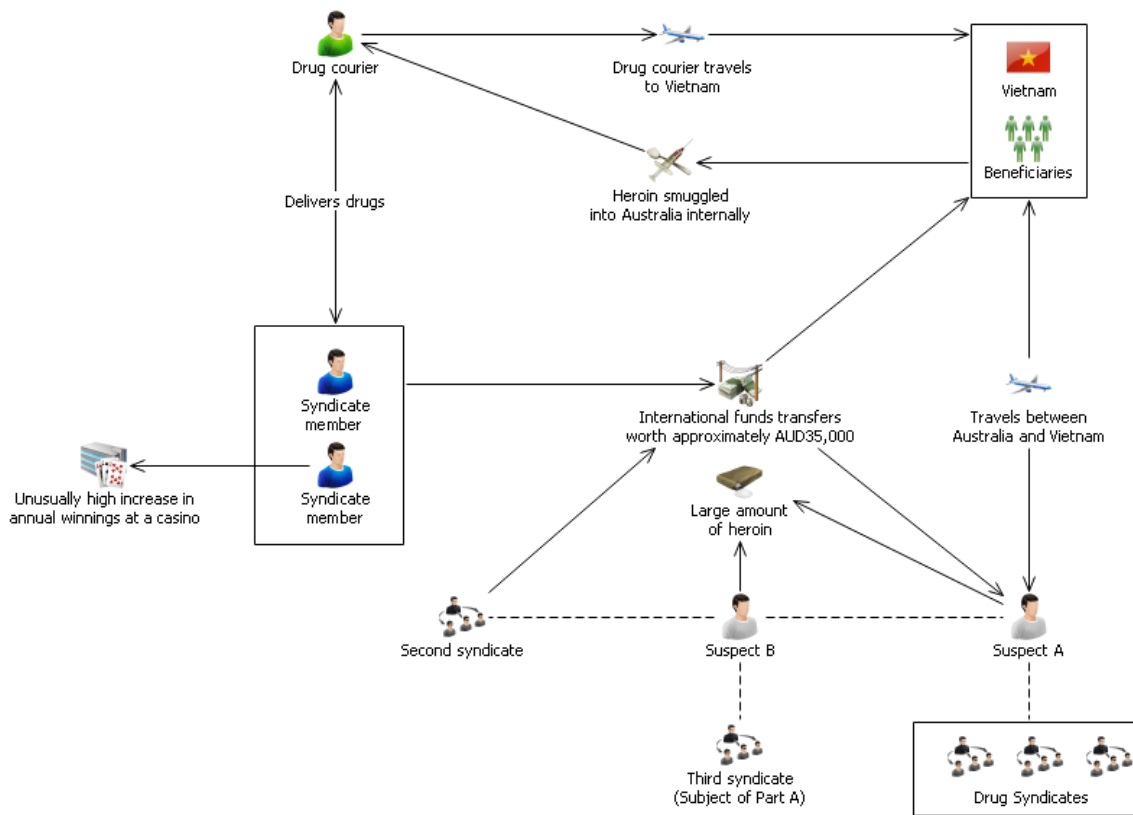 Drug courier
Drug courier travels
to Vietnam
Vietnam
Beneficiaries
Heroin smuggled
into Australia internally
Delivers drugs
Syndicate
member
Syndicate
member
Unusually high increase in
annual winnings at a casino
International funds transfers
worth approximately AUD35,000
Travels between
Australia and Vietnam
Large amount
of heroin
Second syndicate
Suspect B
Suspect A
Third syndicate
(Subject of Part A)
Drug Syndicates